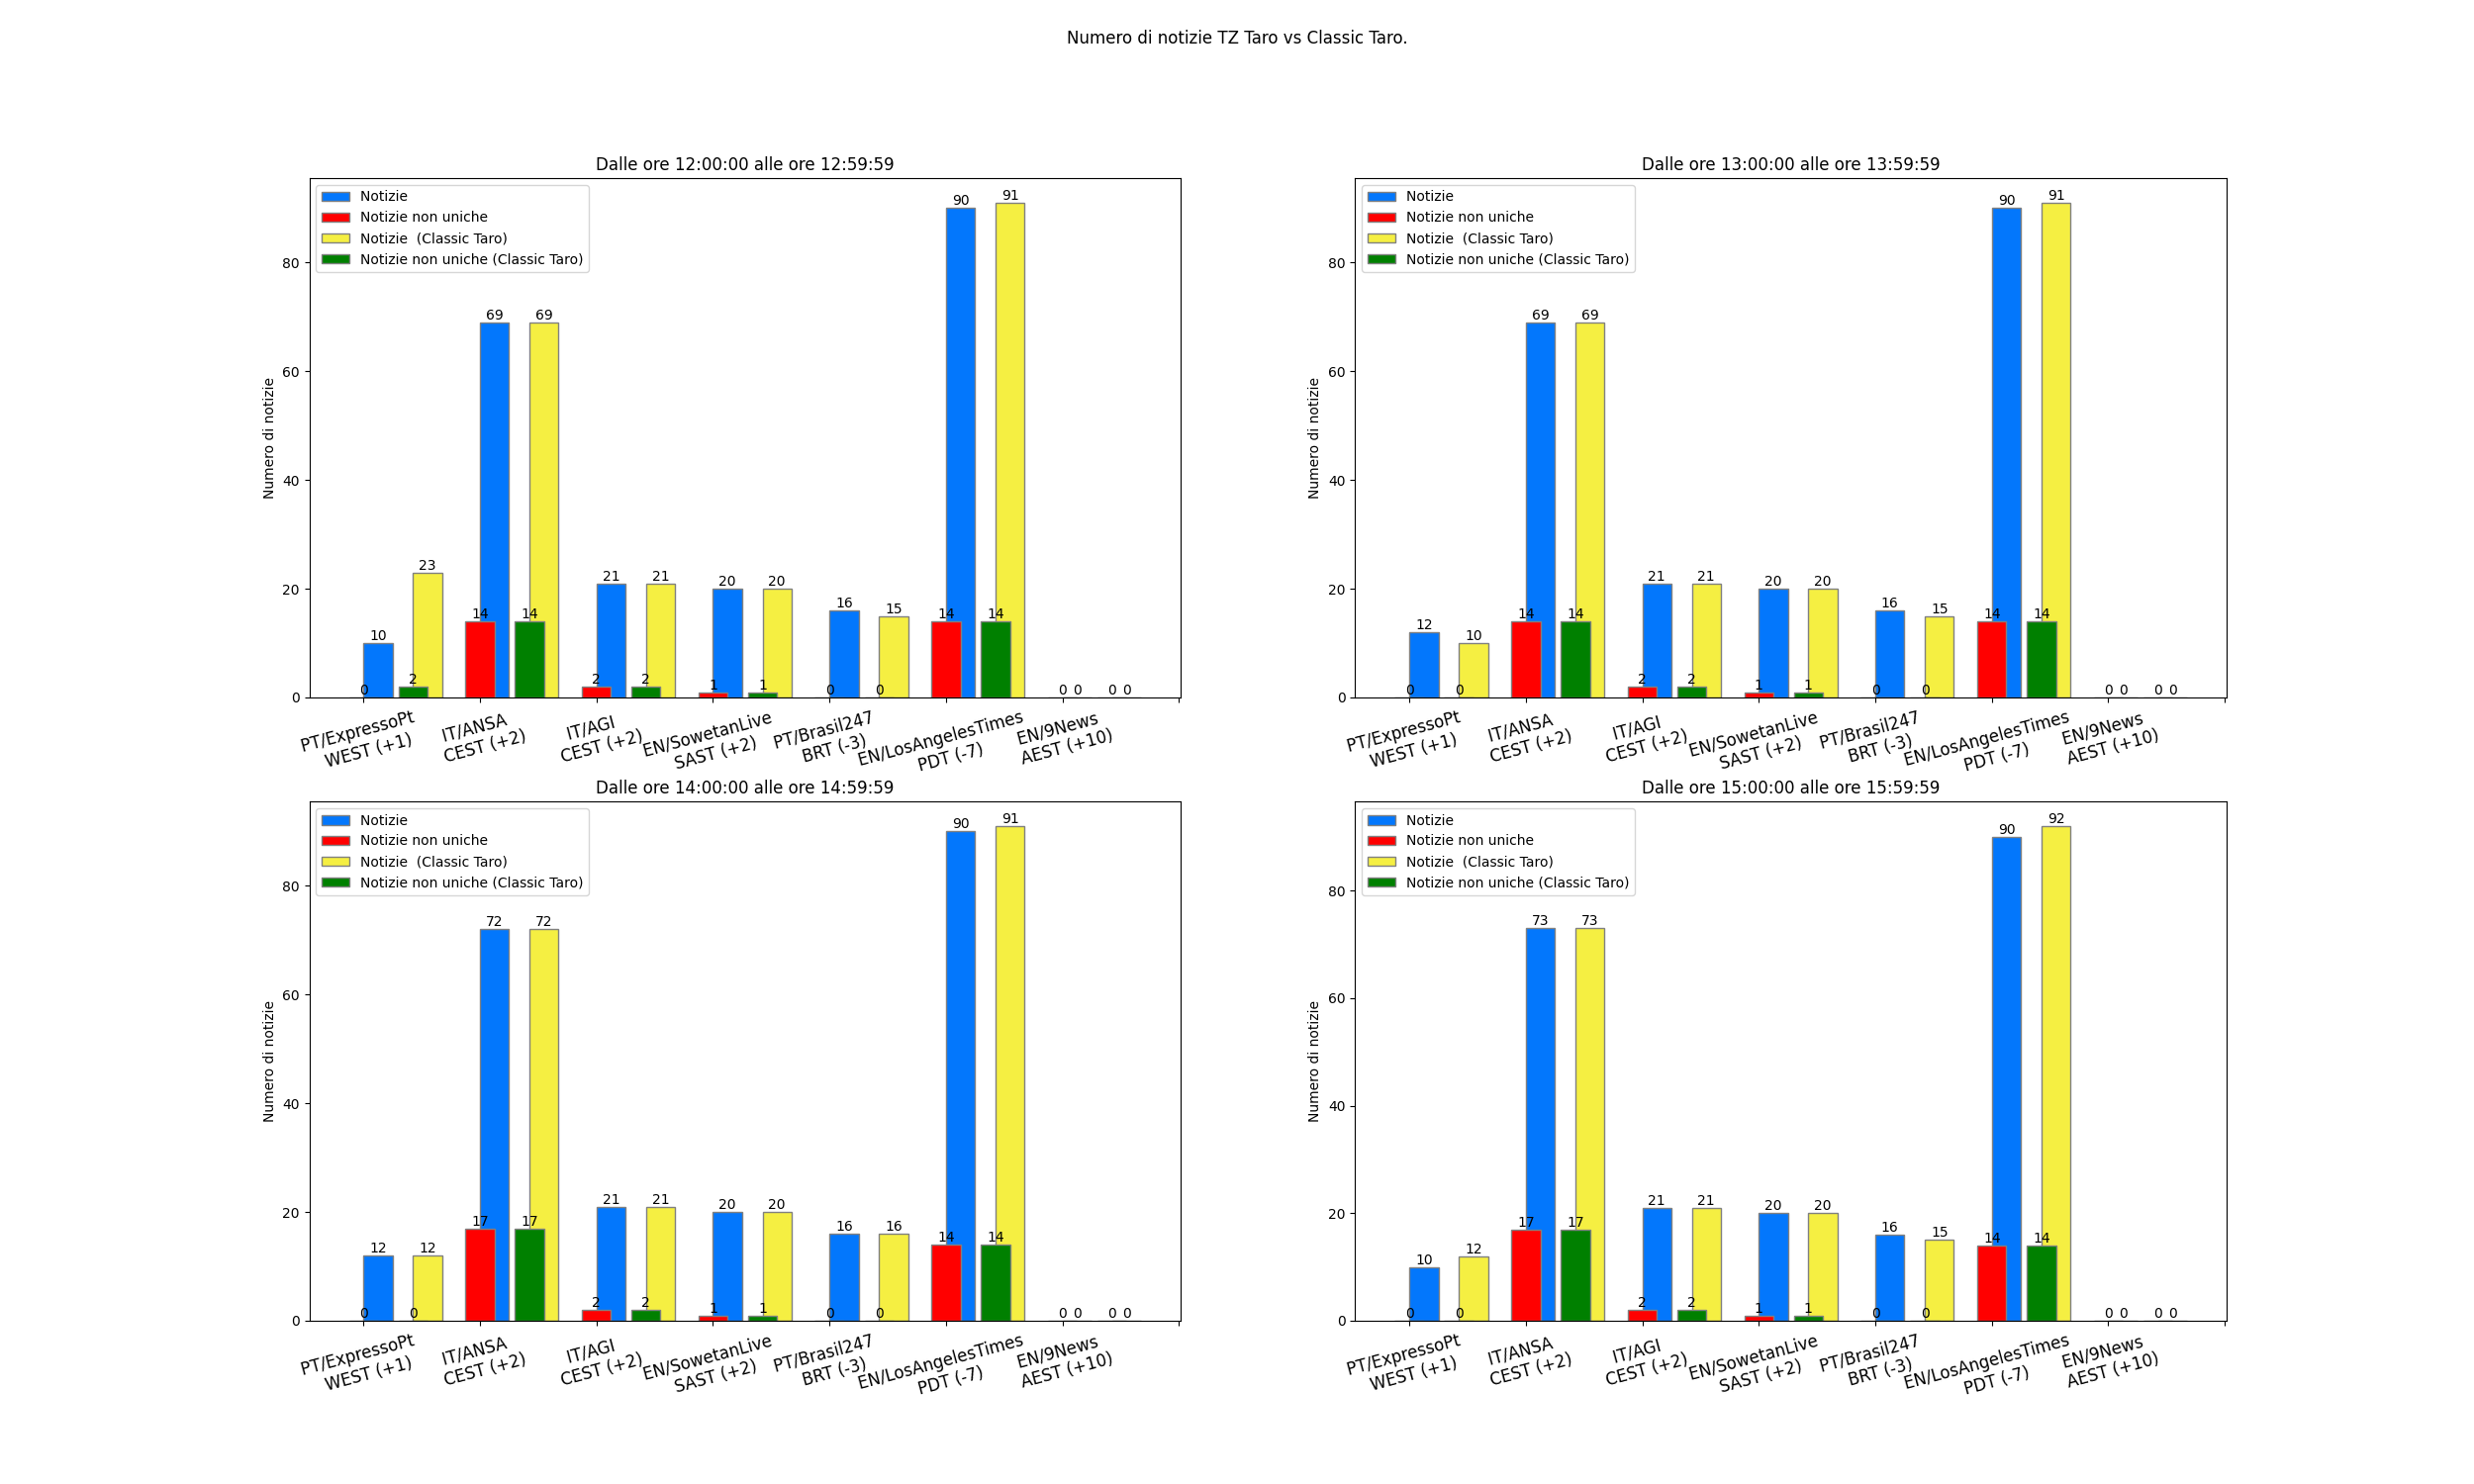 Numero di notizie TZ Taro vs Classic Taro.
Dalle ore 12:00:00 alle ore 12:59:59
Notizie
Notizie non uniche
Notizie  (Classic Taro)
Notizie non uniche (Classic Taro)
Numero di notizie
80
60
40
20
0
0 10 2 23
14 69 14 69
2 21 2 21
1 20 1 20
0 16 0 15
14 90 14 91
0 0 0 0
PT/ExpressoPt
WEST (+1)
IT/ANSA
CEST (+2)
IT/AGI
CEST (+2)
EN/SowetanLive
SAST (+2)
PT/Brasil247
BRT (-3)
EN/LosAngelesTimes
PDT (-7)
EN/9News
AEST (+10)
Dalle ore 13:00:00 alle ore 13:59:59
Notizie
Notizie non uniche
Notizie  (Classic Taro)
Notizie non uniche (Classic Taro)
Numero di notizie
80
60
40
20
0
0 12 0 10
14 69 14 69
2 21 2 21
1 20 1 20
0 16 0 15
14 90 14 91
0 0 0 0
PT/ExpressoPt
WEST (+1)
IT/ANSA
CEST (+2)
IT/AGI
CEST (+2)
EN/SowetanLive
SAST (+2)
PT/Brasil247
BRT (-3)
EN/LosAngelesTimes
PDT (-7)
EN/9News
AEST (+10)
Dalle ore 14:00:00 alle ore 14:59:59
Notizie
Notizie non uniche
Notizie  (Classic Taro)
Notizie non uniche (Classic Taro)
Numero di notizie
80
60
40
20
0
0 12 0 12
17 72 17 72
2 21 2 21
1 20 1 20
0 16 0 16
14 90 14 91
0 0 0 0
PT/ExpressoPt
WEST (+1)
IT/ANSA
CEST (+2)
IT/AGI
CEST (+2)
EN/SowetanLive
SAST (+2)
PT/Brasil247
BRT (-3)
EN/LosAngelesTimes
PDT (-7)
EN/9News
AEST (+10)
Dalle ore 15:00:00 alle ore 15:59:59
Notizie
Notizie non uniche
Notizie  (Classic Taro)
Notizie non uniche (Classic Taro)
Numero di notizie
80
60
40
20
0
0 10 0 12
17 73 17 73
2 21 2 21
1 20 1 20
0 16 0 15
14 90 14 92
0 0 0 0
PT/ExpressoPt
WEST (+1)
IT/ANSA
CEST (+2)
IT/AGI
CEST (+2)
EN/SowetanLive
SAST (+2)
PT/Brasil247
BRT (-3)
EN/LosAngelesTimes
PDT (-7)
EN/9News
AEST (+10)